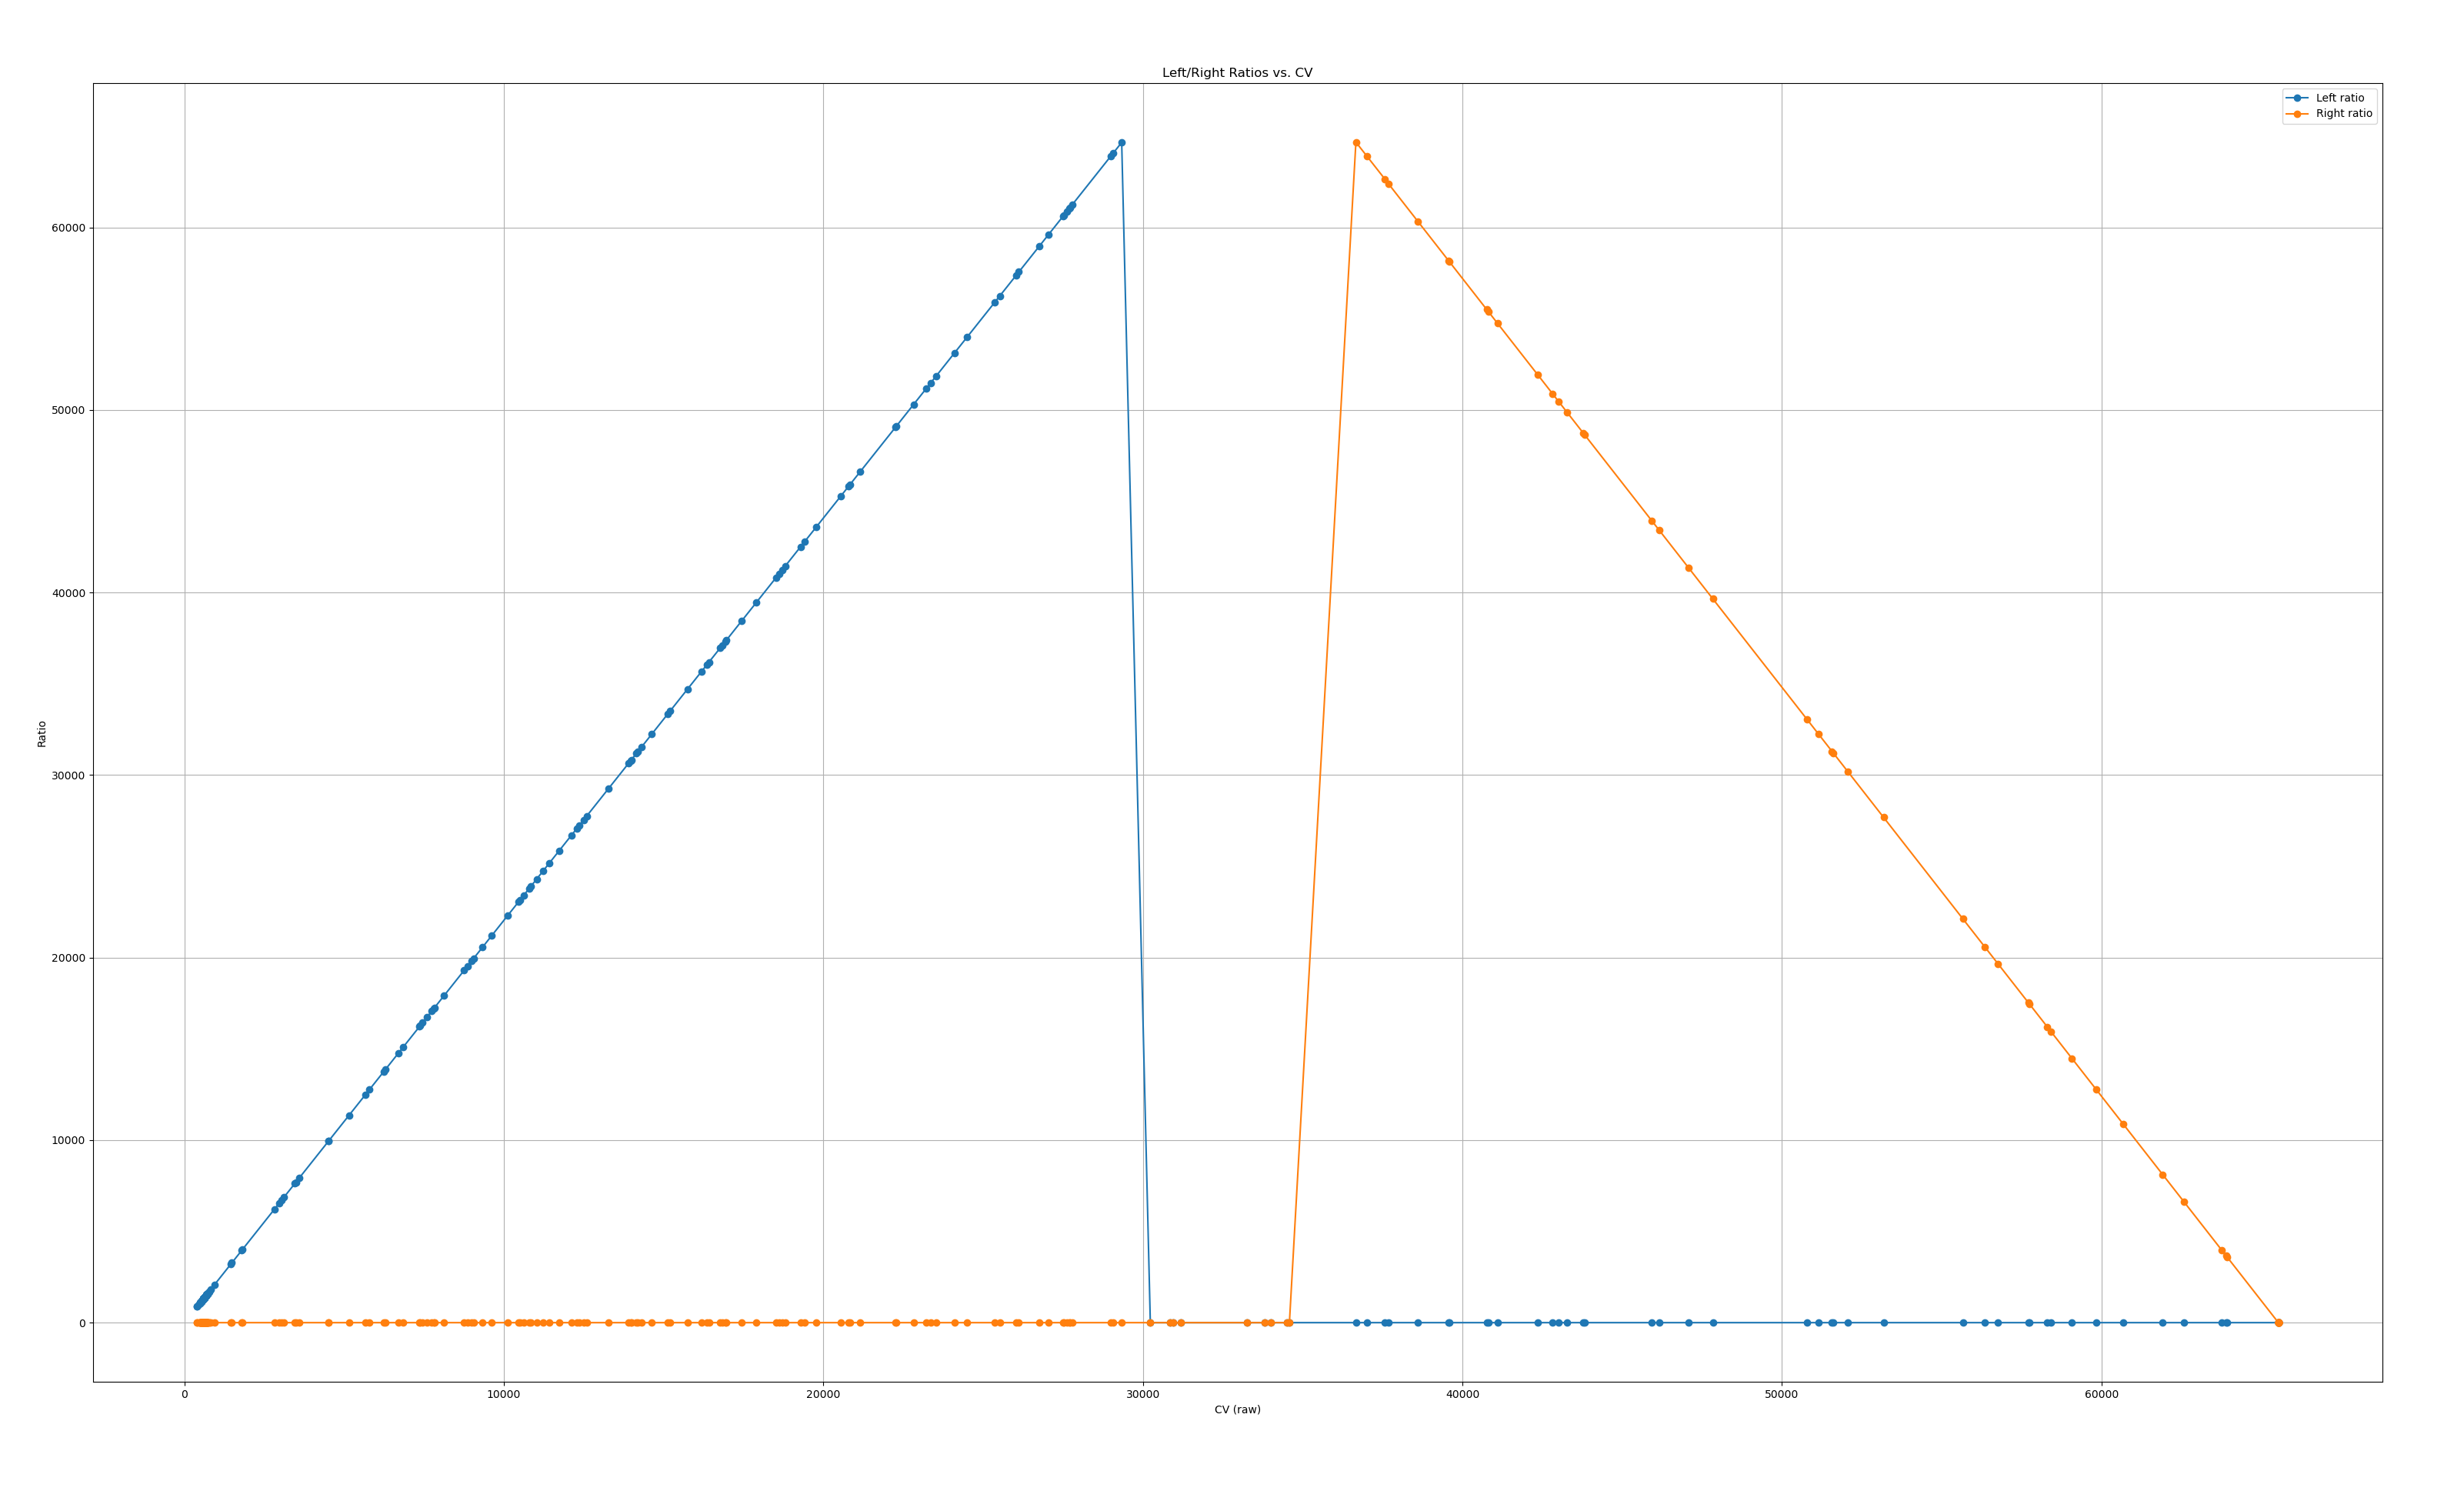 Left/Right Ratios vs. CV
Left ratio
Right ratio
60000
50000
40000
30000
20000
10000
0
Ratio
0 10000 20000 30000 40000 50000 60000
CV (raw)